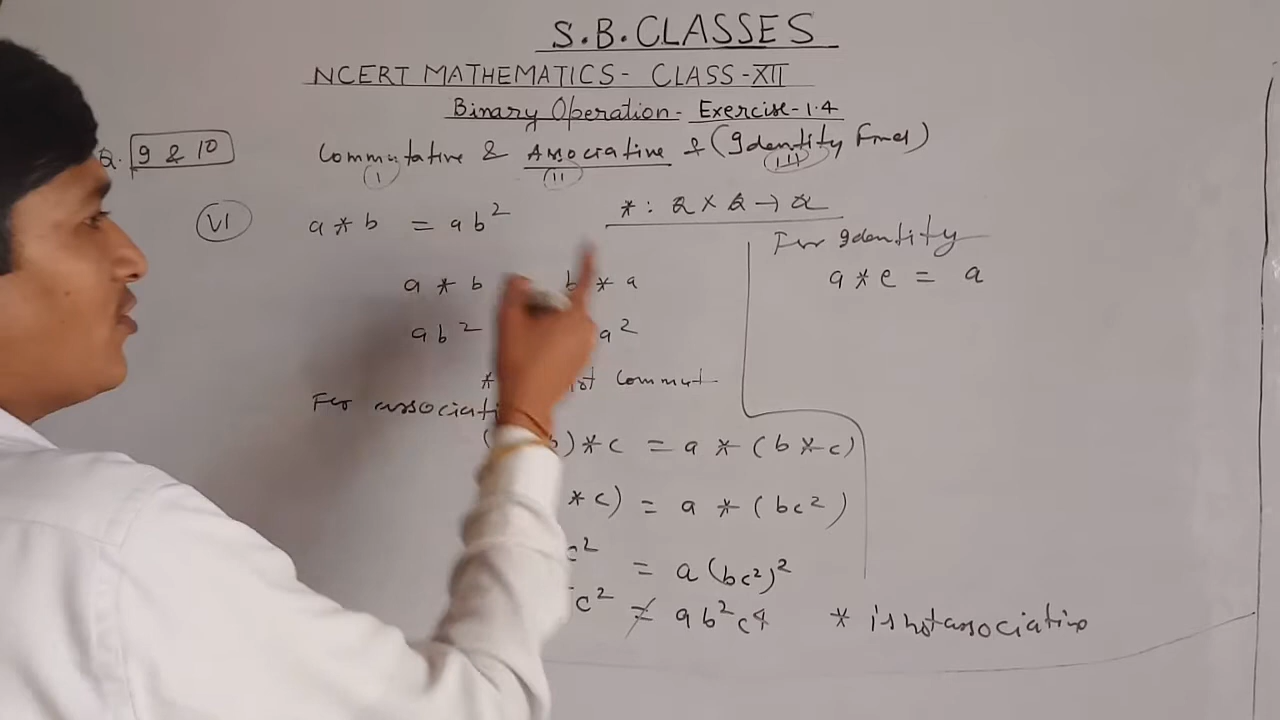 S.B. CLASSES
NCERT MATHEMATICS - CLASS-XII
Binary Operation - Exercise-1.4
Q. 9 & 10
Commutative & Associative & (Identity Find)
I II III
VI a * b = ab²
* : Q × Q → Q
a * b b * a
ab² a²
* commut
For associati
)*c = a * (b * c)
*c) = a * (bc²)
c² = a(bc²)²
c² ≠ ab²c⁴ * is not associative
For Identity
a * e = a